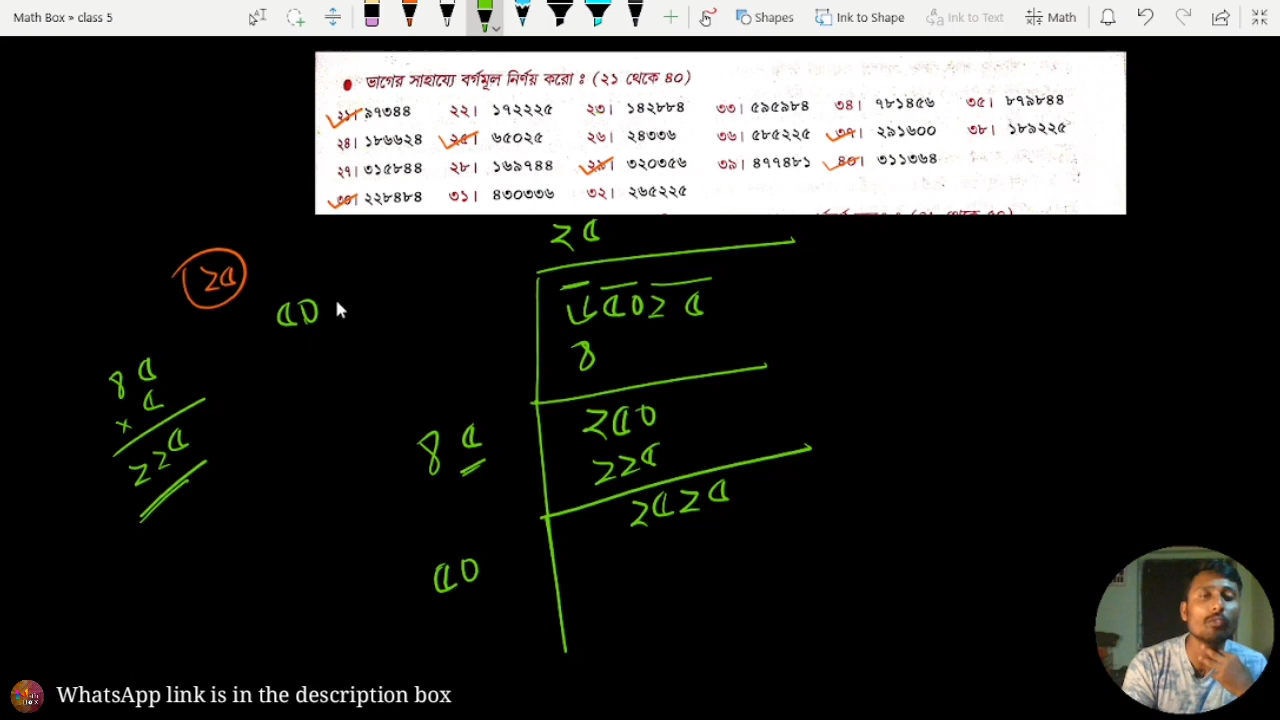 Math Box » class 5
Shapes
Ink to Shape
Ink to Text
Math
ভাগের সাহায্যে বর্গমূল নির্ণয় করো : (২১ থেকে ৪০)
২১। ৯৭৩৪৪ ২২। ১৭২২২৫ ২৩। ১৪২৮৮৪ ৩৩। ৫৯৫৯৮৪ ৩৪। ৭৮১৪৫৬ ৩৫। ৮৭৯৮৪৪
২৪। ১৮৬৬২৪ ২৫। ৬৫০২৫ ২৬। ২৪৩৩৬ ৩৬। ৫৮৫২২৫ ৩৭। ২৯১৬০০ ৩৮। ১৮৯২২৫
২৭। ৩১৫৮৪৪ ২৮। ১৬৯৭৪৪ ২৯। ৩২০৩৫৬ ৩৯। ৪৭৭৪৮১ ৪০। ৩১১৩৬৪
৩০। ২২৮৪৮৪ ৩১। ৪৩০৩৩৬ ৩২। ২৬৫২২৫
২৫
২৫
৬৫০২৫
৫০
৪
৪৫
×৫
২২৫
২৫০
৪৫
২২৫
২৫২৫
৫০
WhatsApp link is in the description box